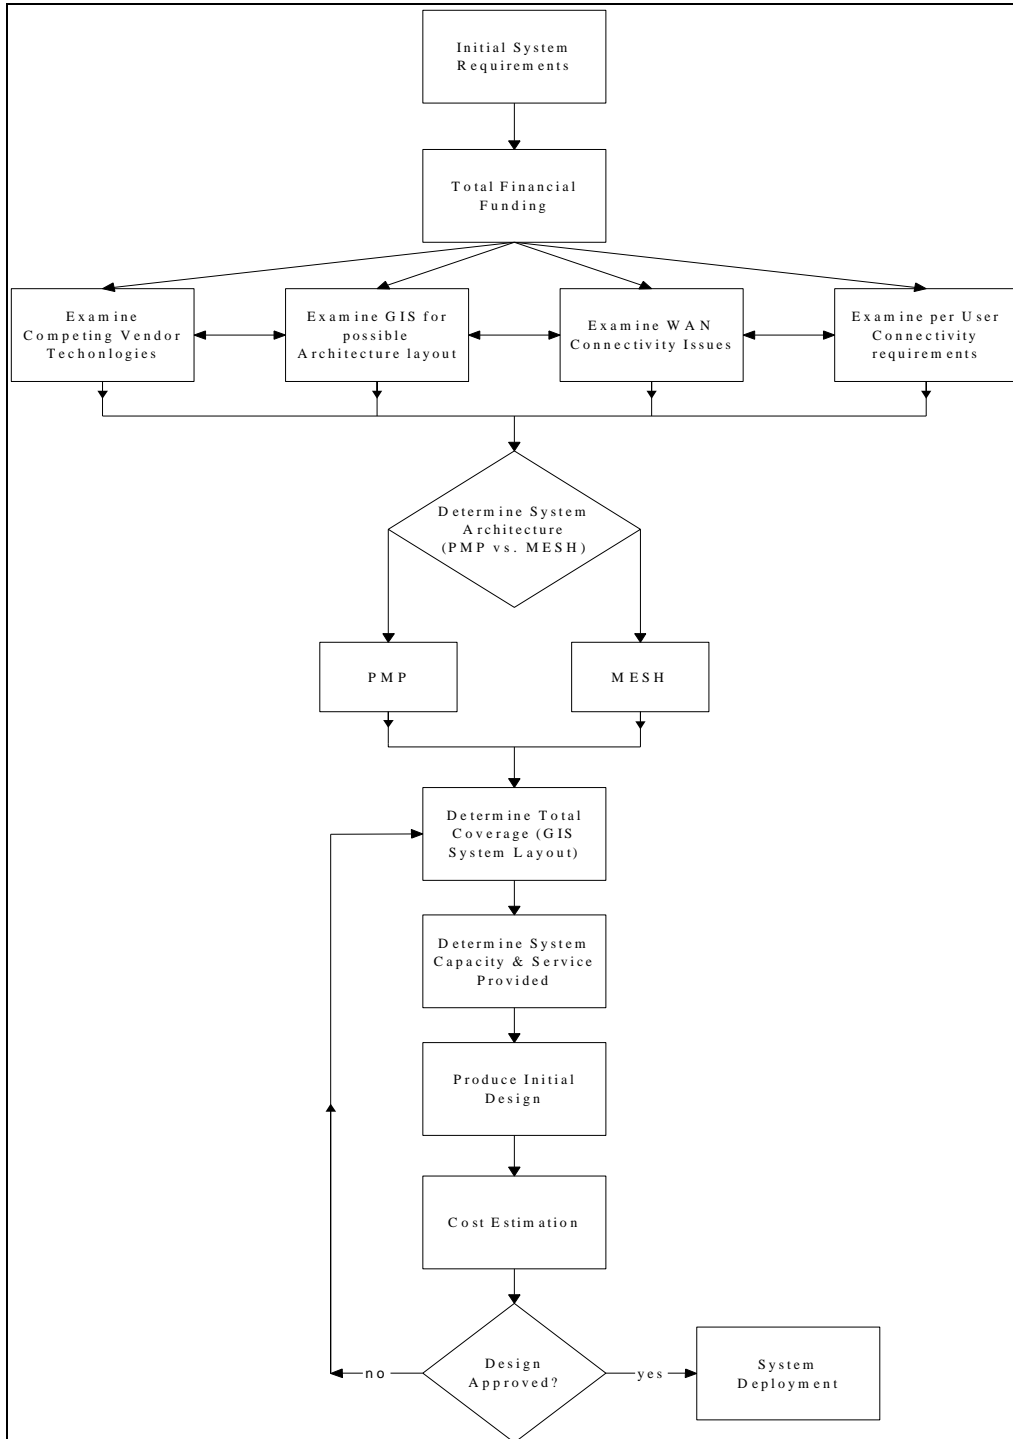 Initial System
Requirements
Total Financial
Funding
Examine
Competing Vendor
Techonlogies
Examine GIS for
possible
Architecture layout
Examine WAN
Connectivity Issues
Examine per User
Connectivity
requirements
Determine System
Architecture
(PMP vs. MESH)
PMP
MESH
Determine Total
Coverage (GIS
System Layout)
Determine System
Capacity & Service
Provided
Produce Initial
Design
Cost Estimation
no
Design
Approved?
yes
System
Deployment